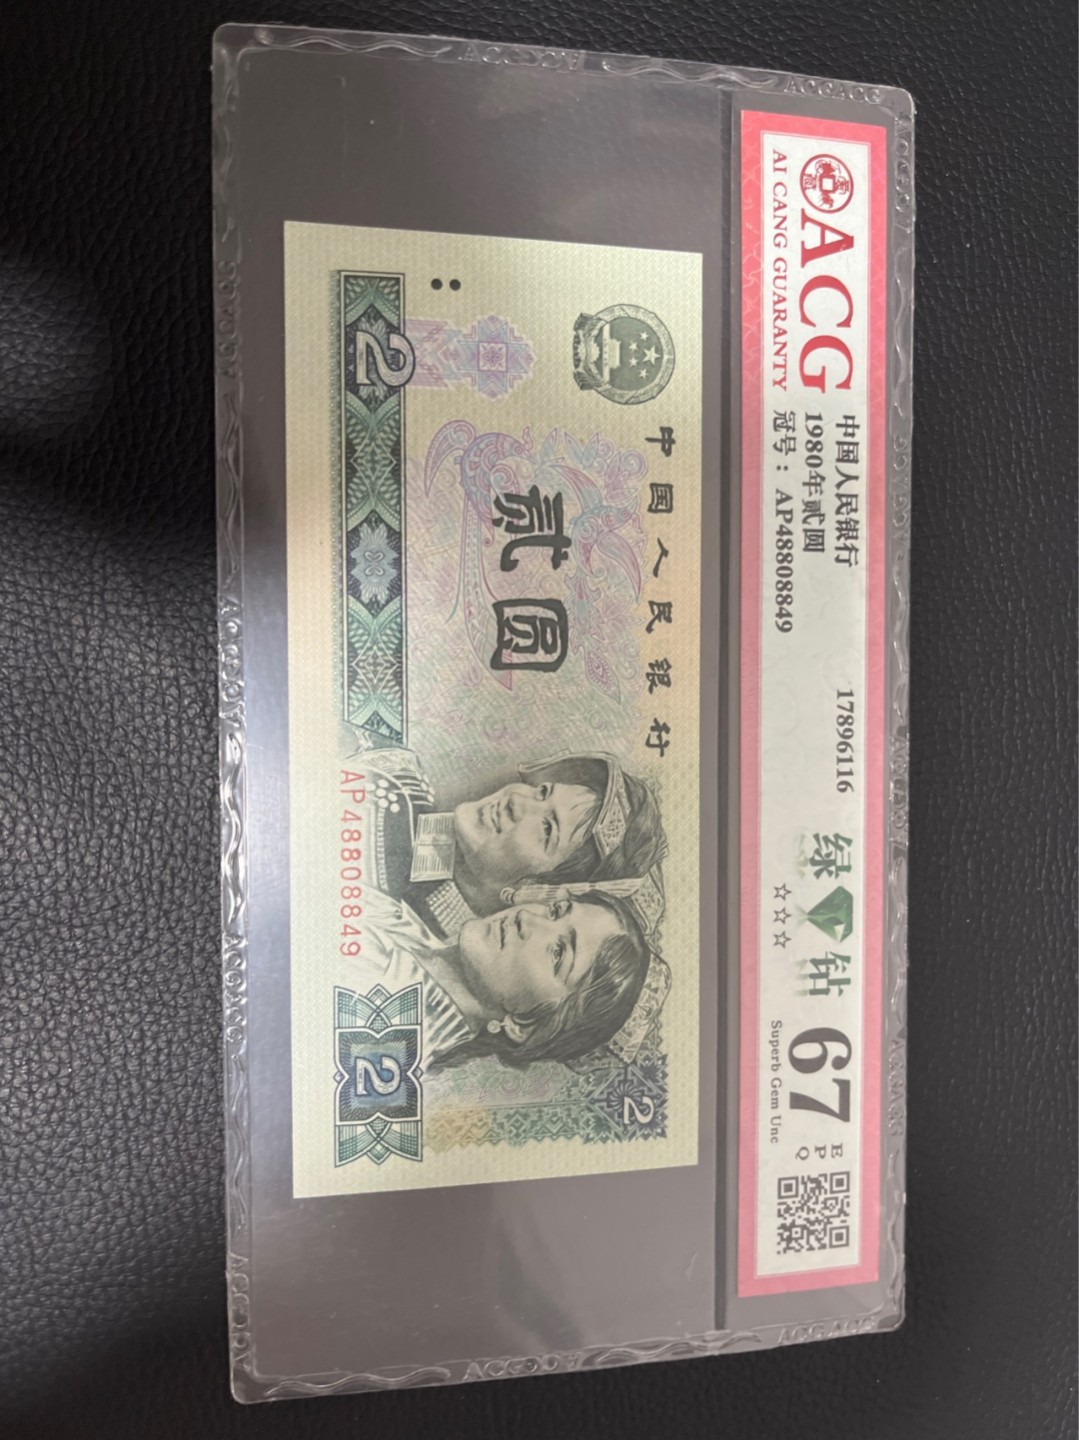 ACG
AI CANG GUARANTY
中国人民银行
1980年贰圆
冠号：AP48808849
17896116
绿钻
☆☆☆
67
EPQ
Superb Gem Unc
中国人民银行
贰圆
2
AP48808849
2
2